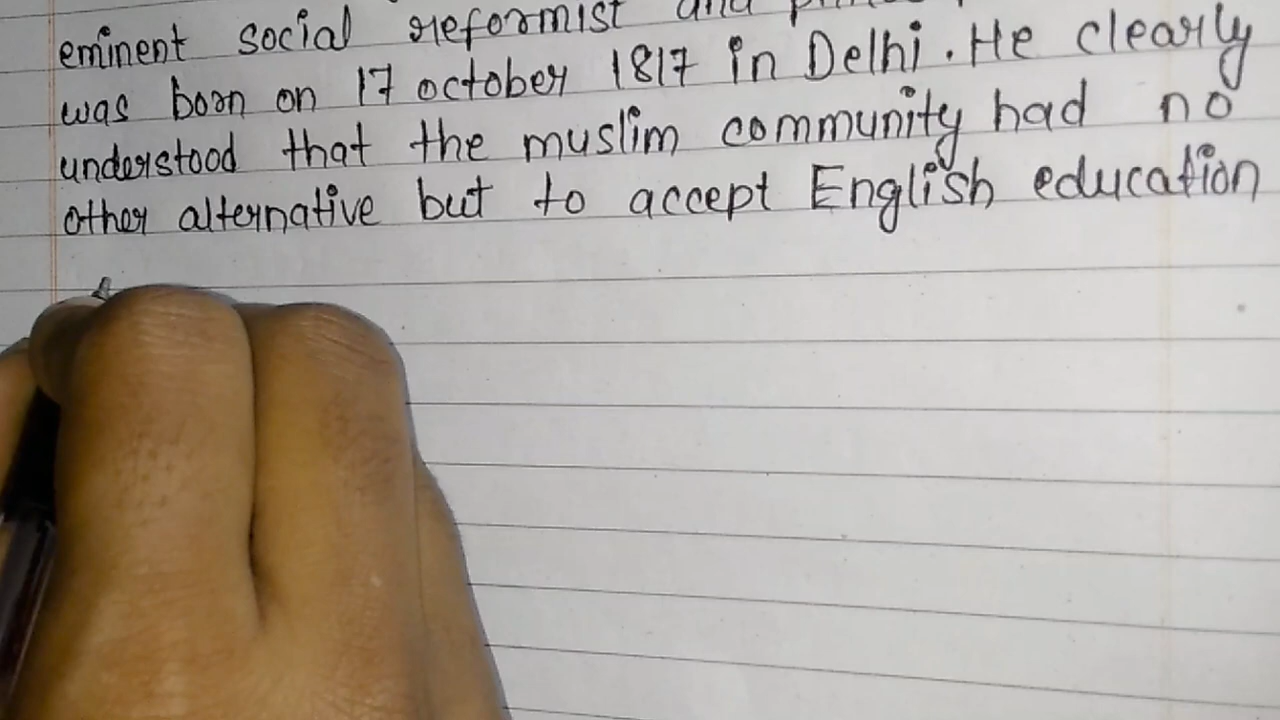 eminent social reformist and
was born on 17 october 1817 in Delhi. He clearly
understood that the muslim community had no
other alternative but to accept English education